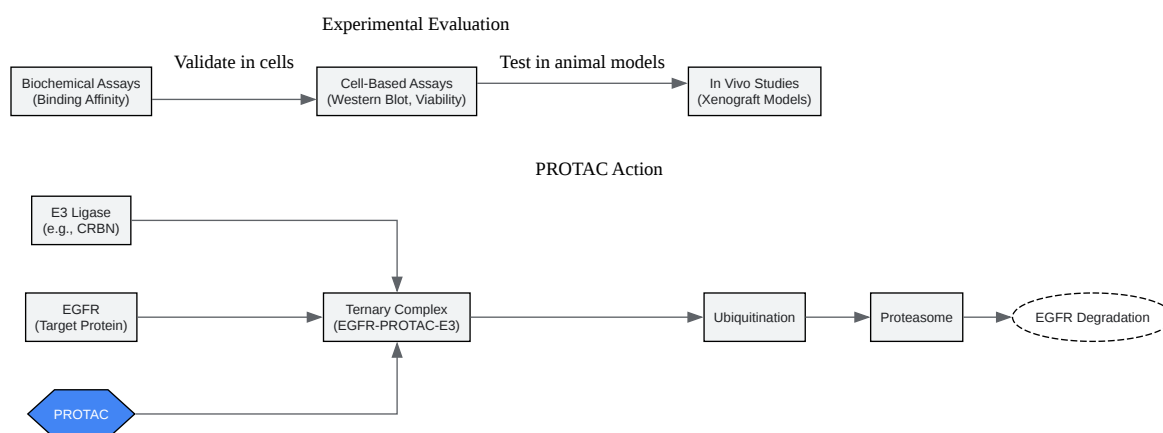 Experimental Evaluation
Validate in cells
Test in animal models
Biochemical Assays
(Binding Affinity)
Cell-Based Assays
(Western Blot, Viability)
In Vivo Studies
(Xenograft Models)
PROTAC Action
E3 Ligase
(e.g., CRBN)
EGFR
(Target Protein)
Ternary Complex
(EGFR-PROTAC-E3)
Ubiquitination
Proteasome
EGFR Degradation
PROTAC